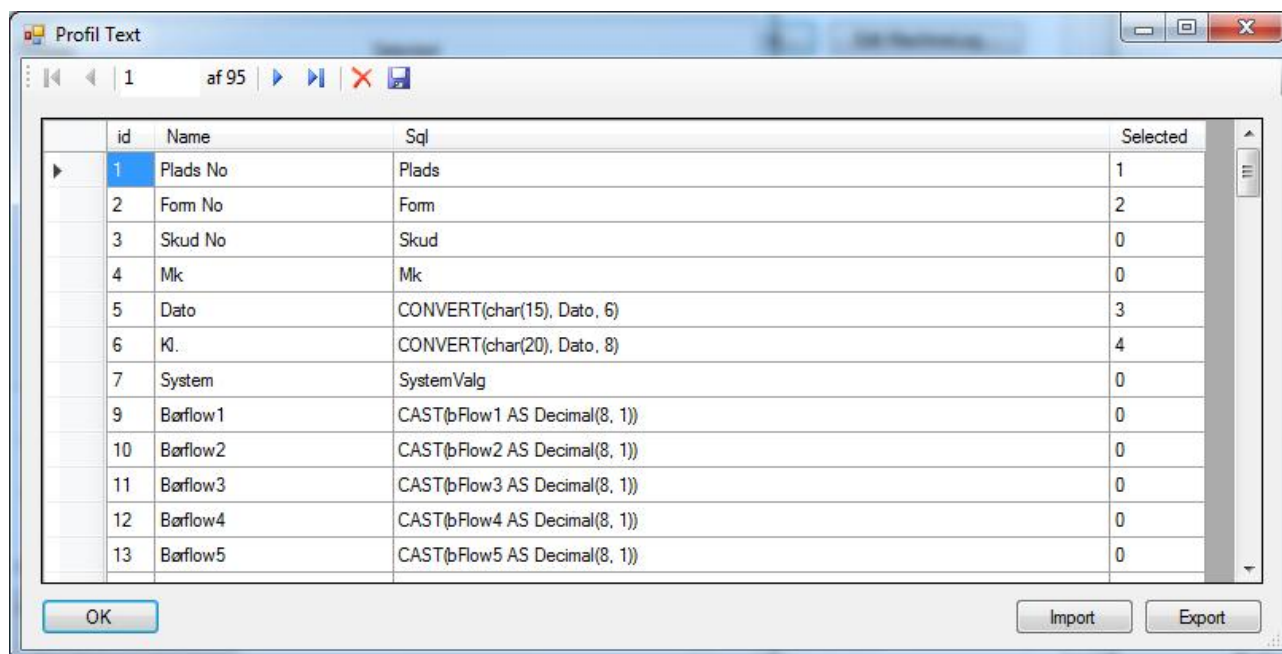 Profil Text
1 af 95
id Name Sql Selected
1 Plads No Plads 1
2 Form No Form 2
3 Skud No Skud 0
4 Mk Mk 0
5 Dato CONVERT(char(15), Dato, 6) 3
6 Kl. CONVERT(char(20), Dato, 8) 4
7 System SystemValg 0
9 Børflow1 CAST(bFlow1 AS Decimal(8, 1)) 0
10 Børflow2 CAST(bFlow2 AS Decimal(8, 1)) 0
11 Børflow3 CAST(bFlow3 AS Decimal(8, 1)) 0
12 Børflow4 CAST(bFlow4 AS Decimal(8, 1)) 0
13 Børflow5 CAST(bFlow5 AS Decimal(8, 1)) 0
OK Import Export